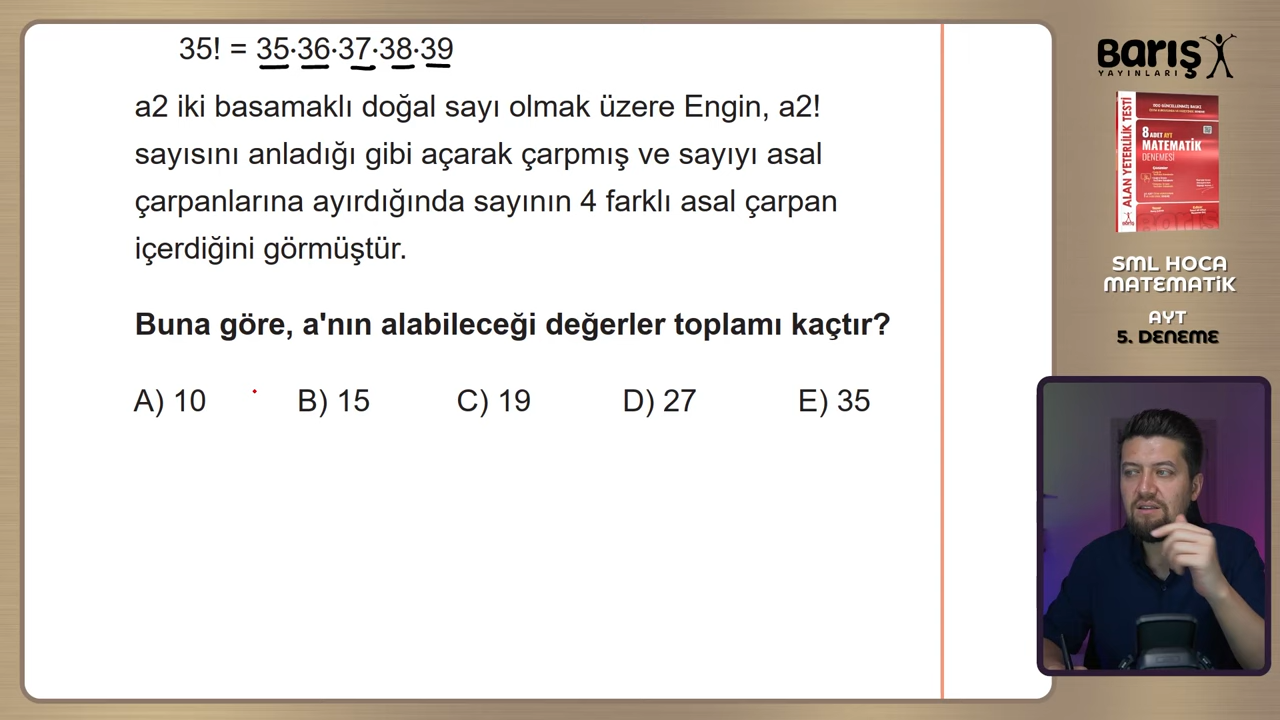 35! = 35·36·37·38·39
a2 iki basamaklı doğal sayı olmak üzere Engin, a2!
sayısını anladığı gibi açarak çarpmış ve sayıyı asal
çarpanlarına ayırdığında sayının 4 farklı asal çarpan
içerdiğini görmüştür.
Buna göre, a'nın alabileceği değerler toplamı kaçtır?
A) 10 B) 15 C) 19 D) 27 E) 35
BARIŞ
YAYINLARI
ALAN YETERLİLİK TESTİ
8 ADET AYT
MATEMATİK
DENEMESİ
SML HOCA
MATEMATİK
AYT
5. DENEME